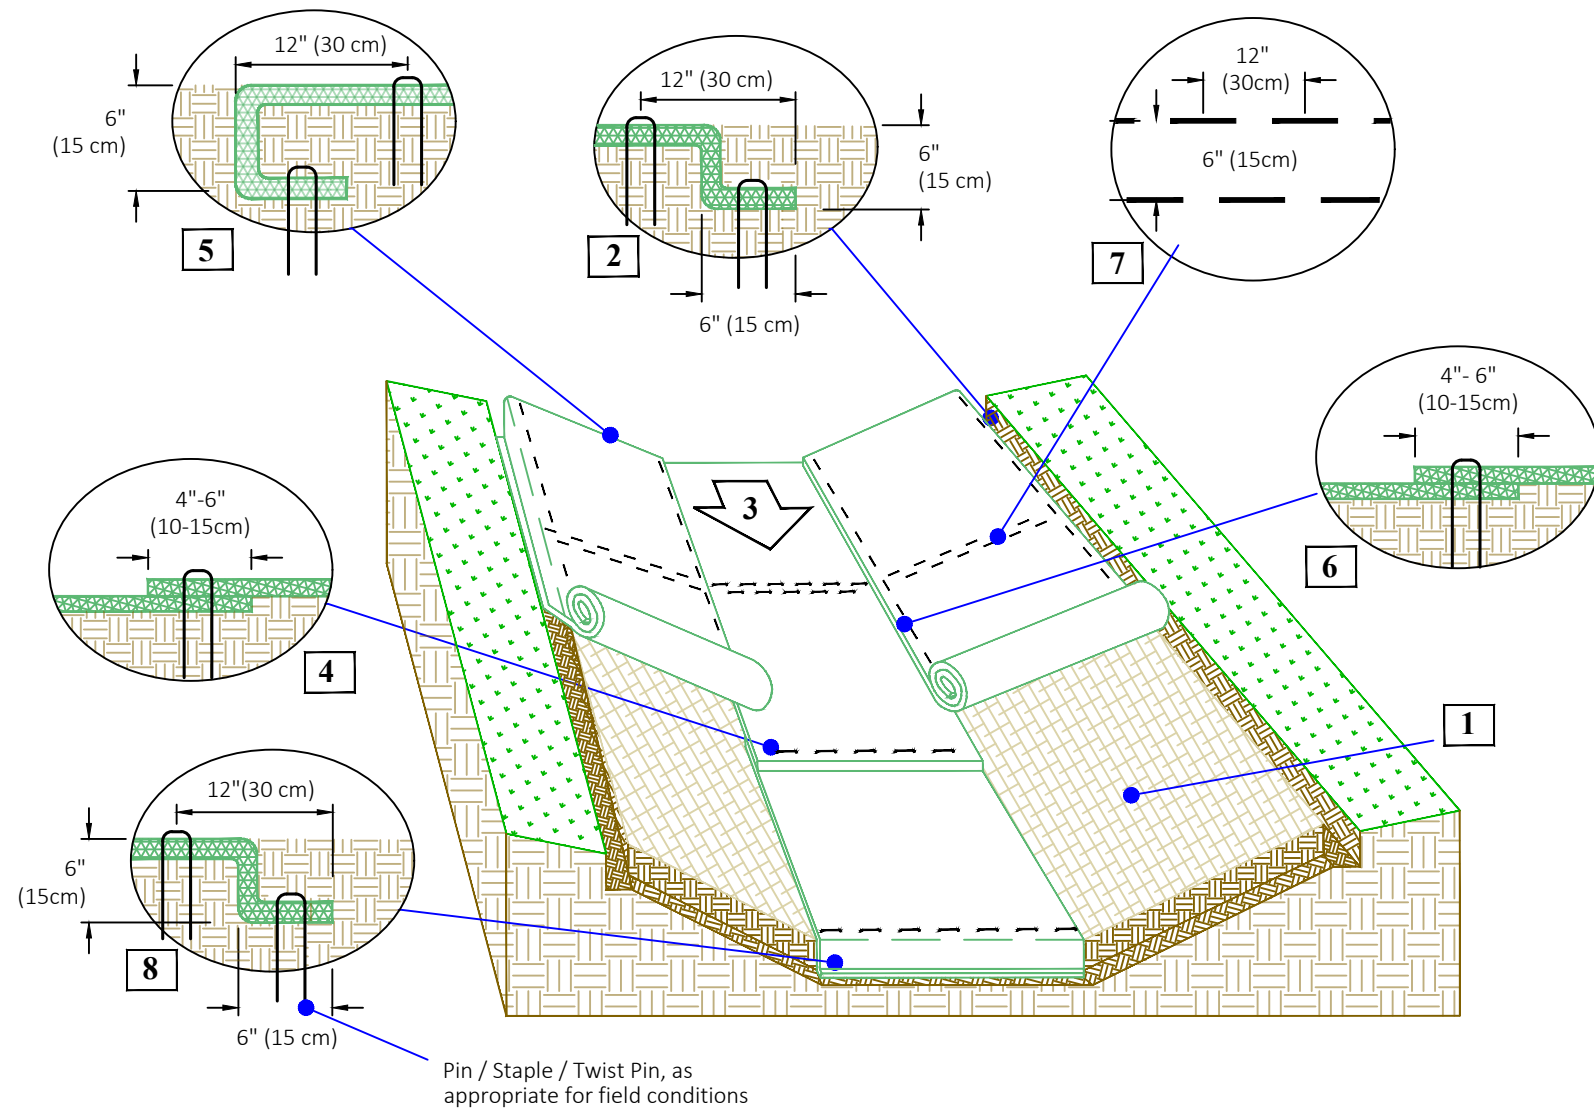 12" (30 cm)
6"
(15 cm)
5
12" (30 cm)
6"
(15 cm)
2
6" (15 cm)
12"
(30cm)
6" (15cm)
7
3
4"- 6"
(10-15cm)
6
4"-6"
(10-15cm)
4
1
12"(30 cm)
6"
(15cm)
8
6" (15 cm)
Pin / Staple / Twist Pin, as
appropriate for field conditions